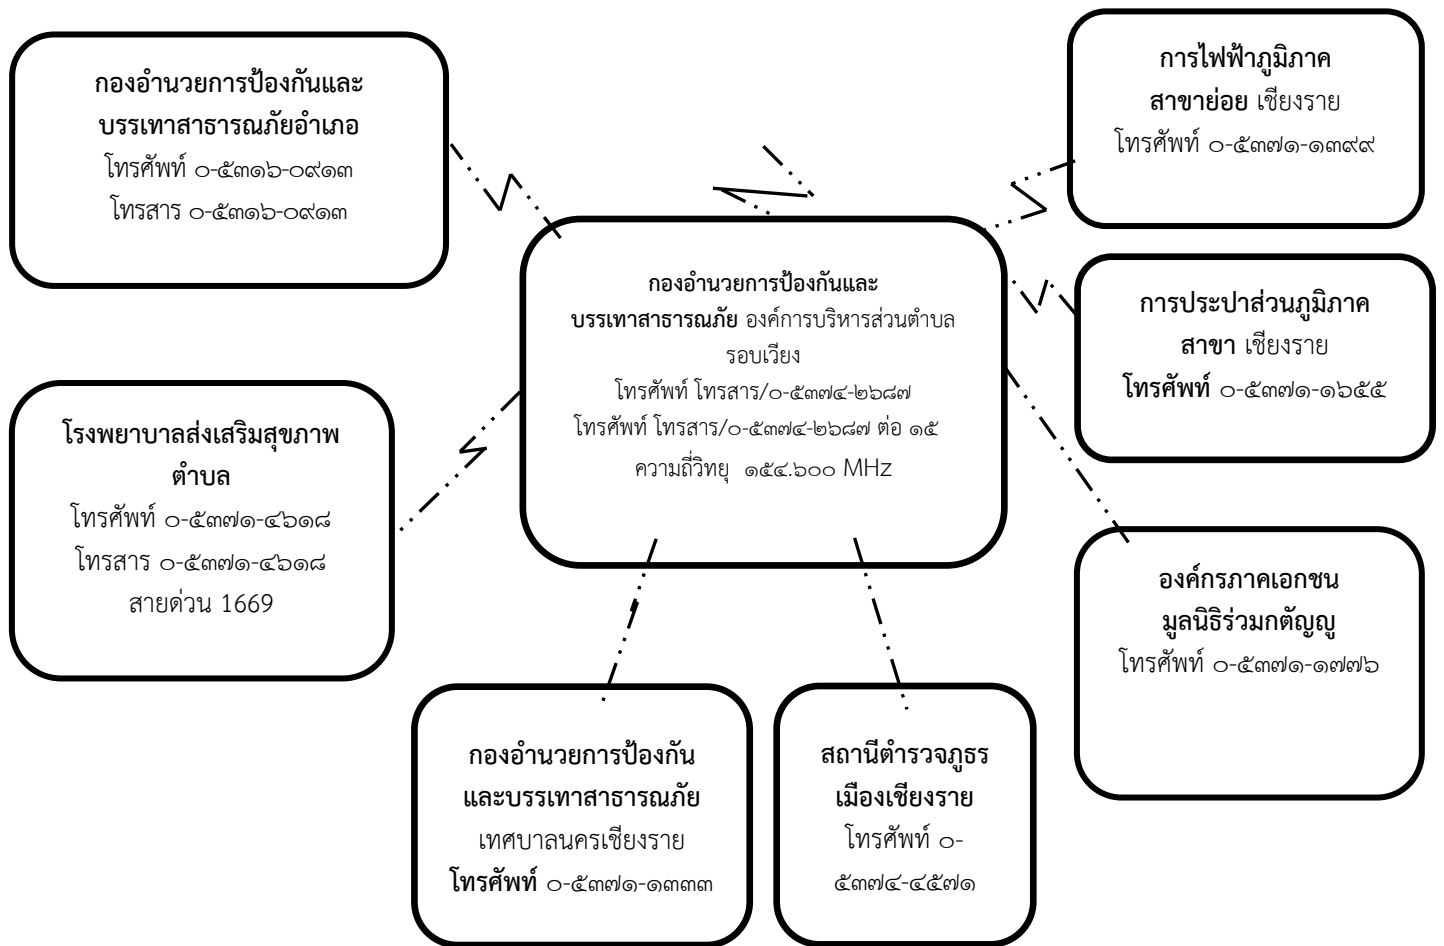 กองอำนวยการป้องกันและ
บรรเทาสาธารณภัยอำเภอ
โทรศัพท์ ๐-๕๓๑๖-๐๙๑๓
โทรสาร ๐-๕๓๑๖-๐๙๑๓
การไฟฟ้าภูมิภาค
สาขาย่อย เชียงราย
โทรศัพท์ ๐-๕๓๗๑-๑๓๙๙
กองอำนวยการป้องกันและ
บรรเทาสาธารณภัย องค์การบริหารส่วนตำบล
รอบเวียง
โทรศัพท์ โทรสาร/๐-๕๓๗๔-๒๖๘๗
โทรศัพท์ โทรสาร/๐-๕๓๗๔-๒๖๘๗ ต่อ ๑๕
ความถี่วิทยุ ๑๕๔.๖๐๐ MHz
การประปาส่วนภูมิภาค
สาขา เชียงราย
โทรศัพท์ ๐-๕๓๗๑-๑๖๕๕
โรงพยาบาลส่งเสริมสุขภาพ
ตำบล
โทรศัพท์ ๐-๕๓๗๑-๔๖๑๘
โทรสาร ๐-๕๓๗๑-๔๖๑๘
สายด่วน 1669
องค์กรภาคเอกชน
มูลนิธิร่วมกตัญญู
โทรศัพท์ ๐-๕๓๗๑-๑๗๗๖
กองอำนวยการป้องกัน
และบรรเทาสาธารณภัย
เทศบาลนครเชียงราย
โทรศัพท์ ๐-๕๓๗๑-๑๓๓๓
สถานีตำรวจภูธร
เมืองเชียงราย
โทรศัพท์ ๐-
๕๓๗๔-๔๕๗๑